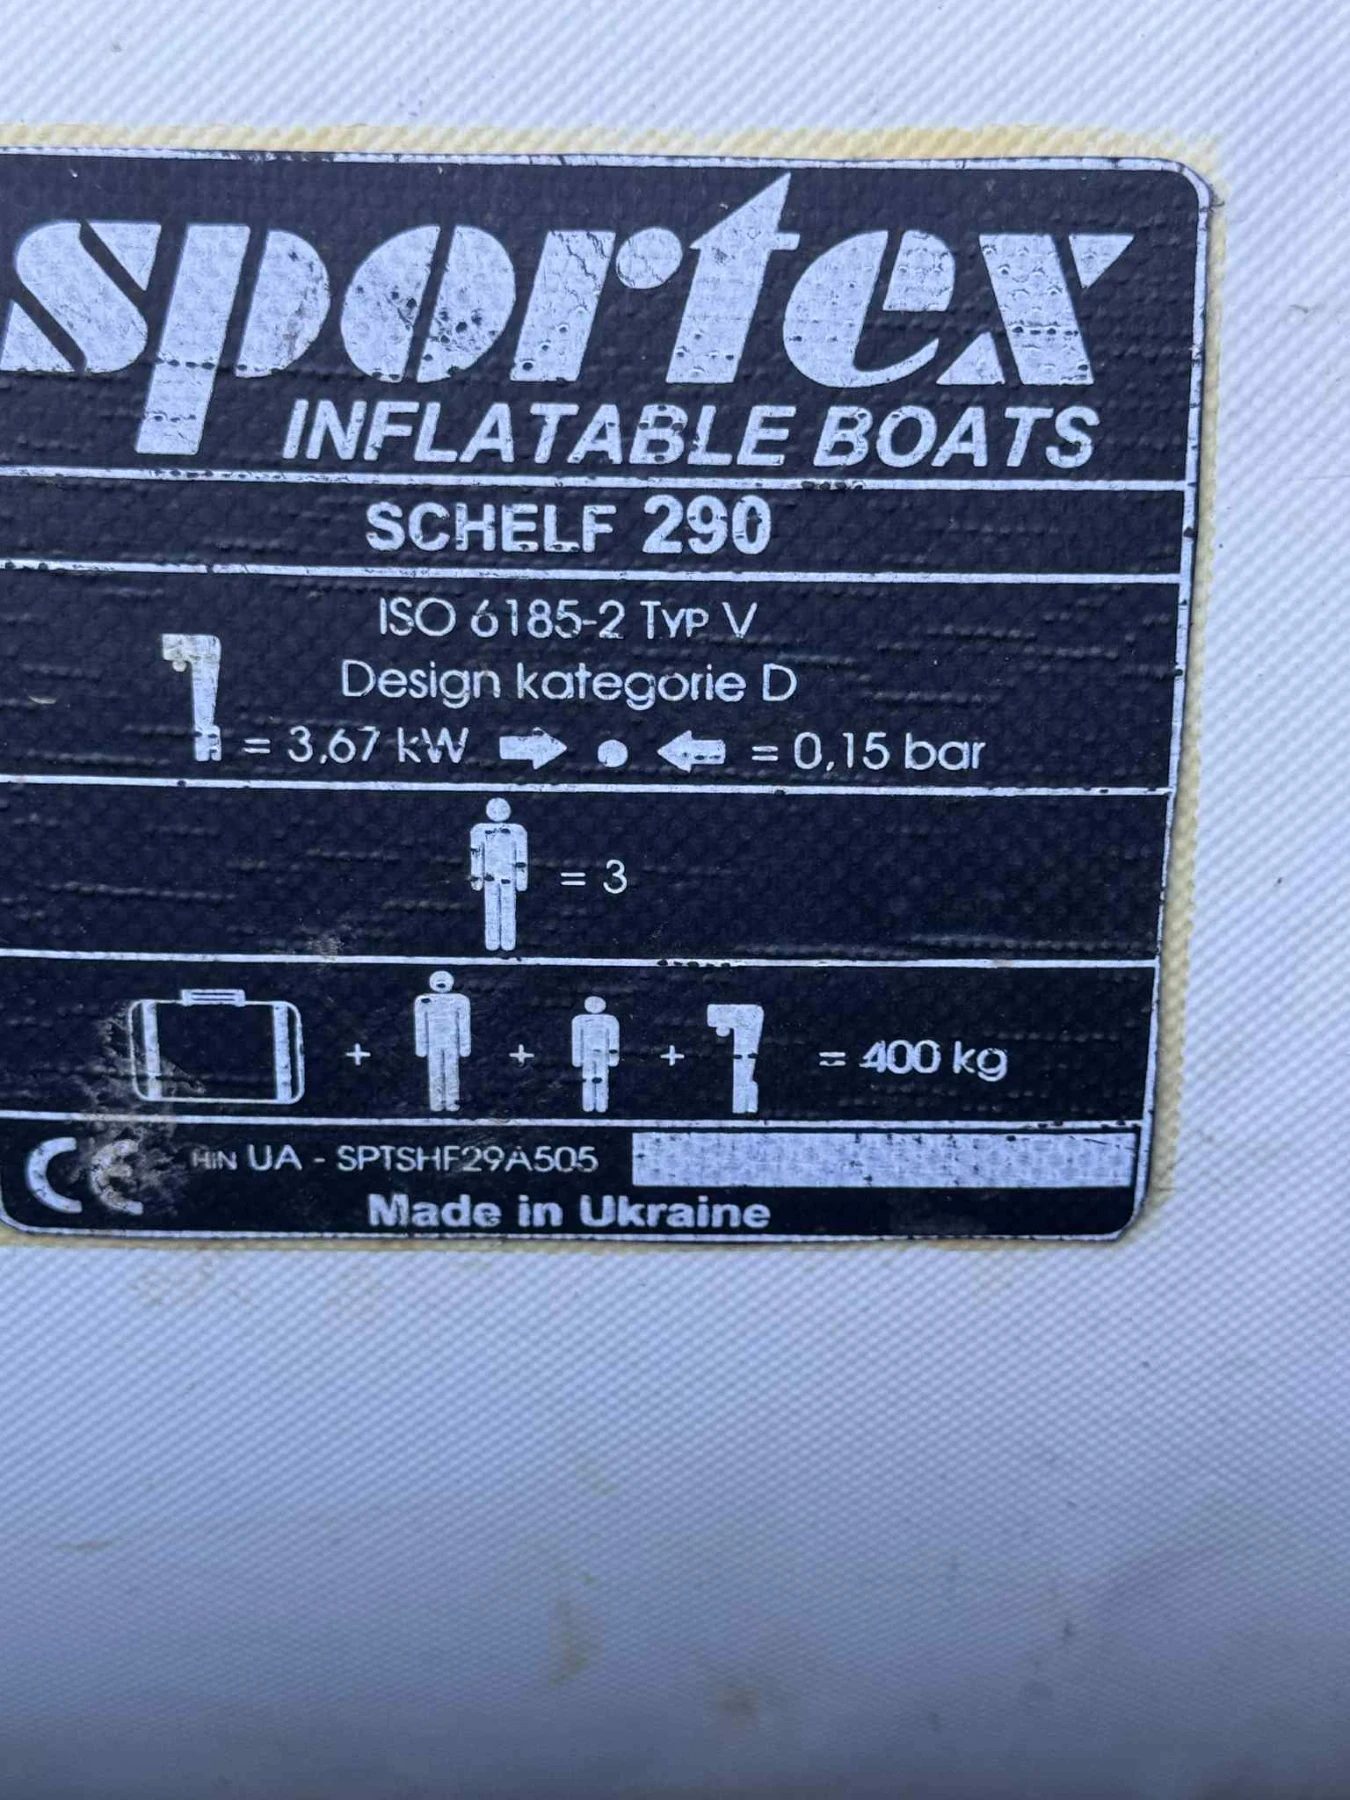 sportex
INFLATABLE BOATS
SCHELF 290
ISO 6185-2 TYP V
Design kategorie D
= 3,67 kW = 0,15 bar
= 3
+ + + = 400 kg
CE HIN UA - SPTSHF29A505
Made in Ukraine